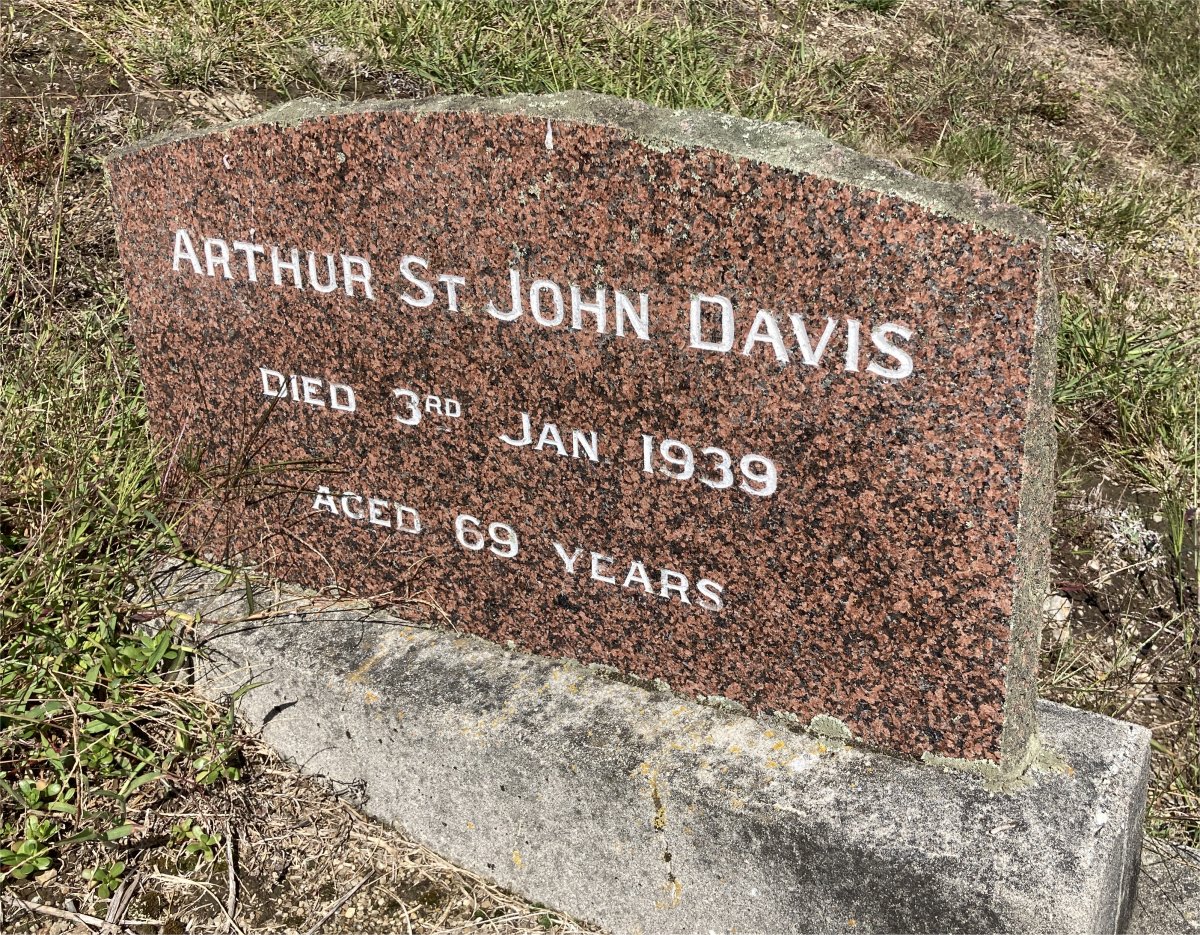 ARTHUR ST JOHN DAVIS
DIED 3RD JAN 1939
AGED 69 YEARS